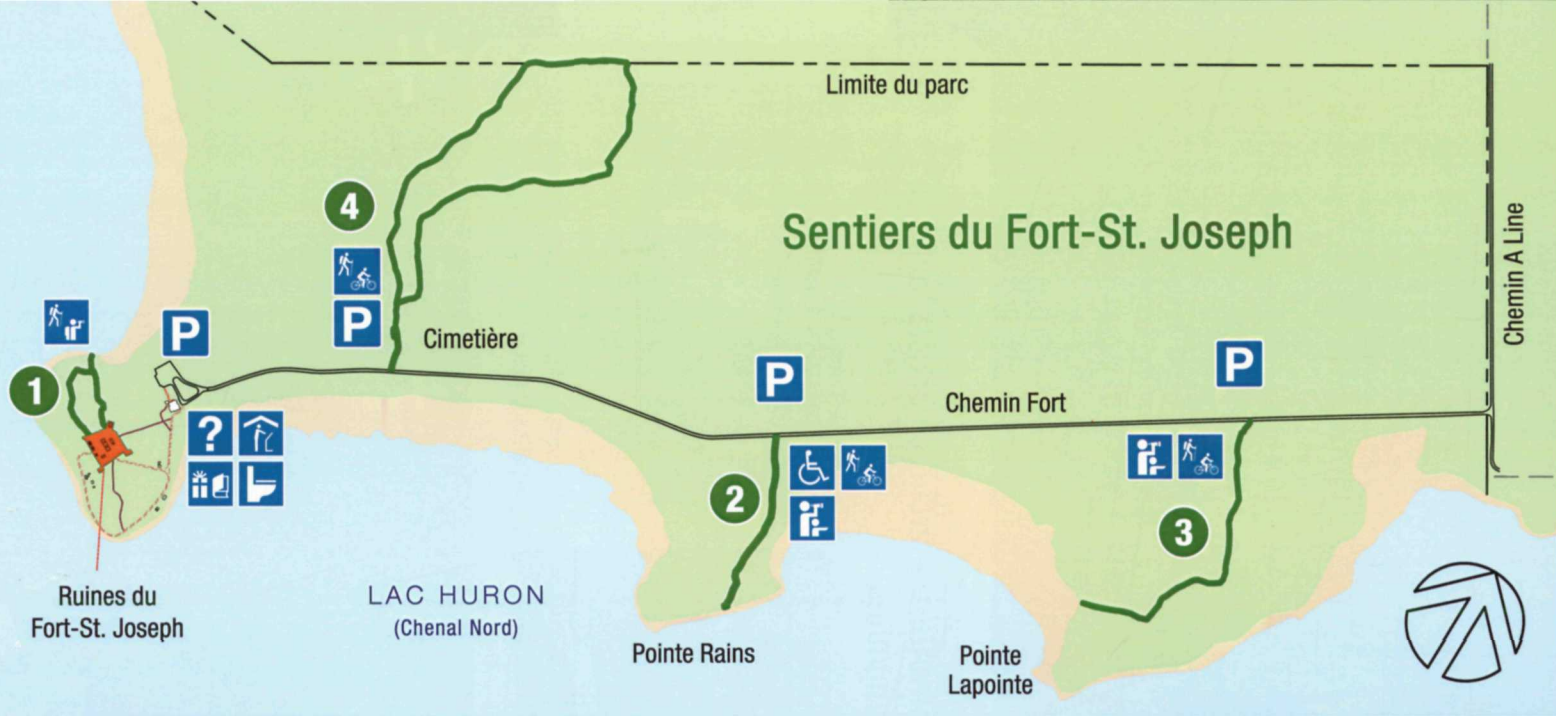 Limite du parc
4
Sentiers du Fort-St. Joseph
Chemin A Line
P
Cimetière
P
P
P
1
Chemin Fort
?
2
3
Ruines du
Fort-St. Joseph
LAC HURON
(Chenal Nord)
Pointe Rains
Pointe
Lapointe